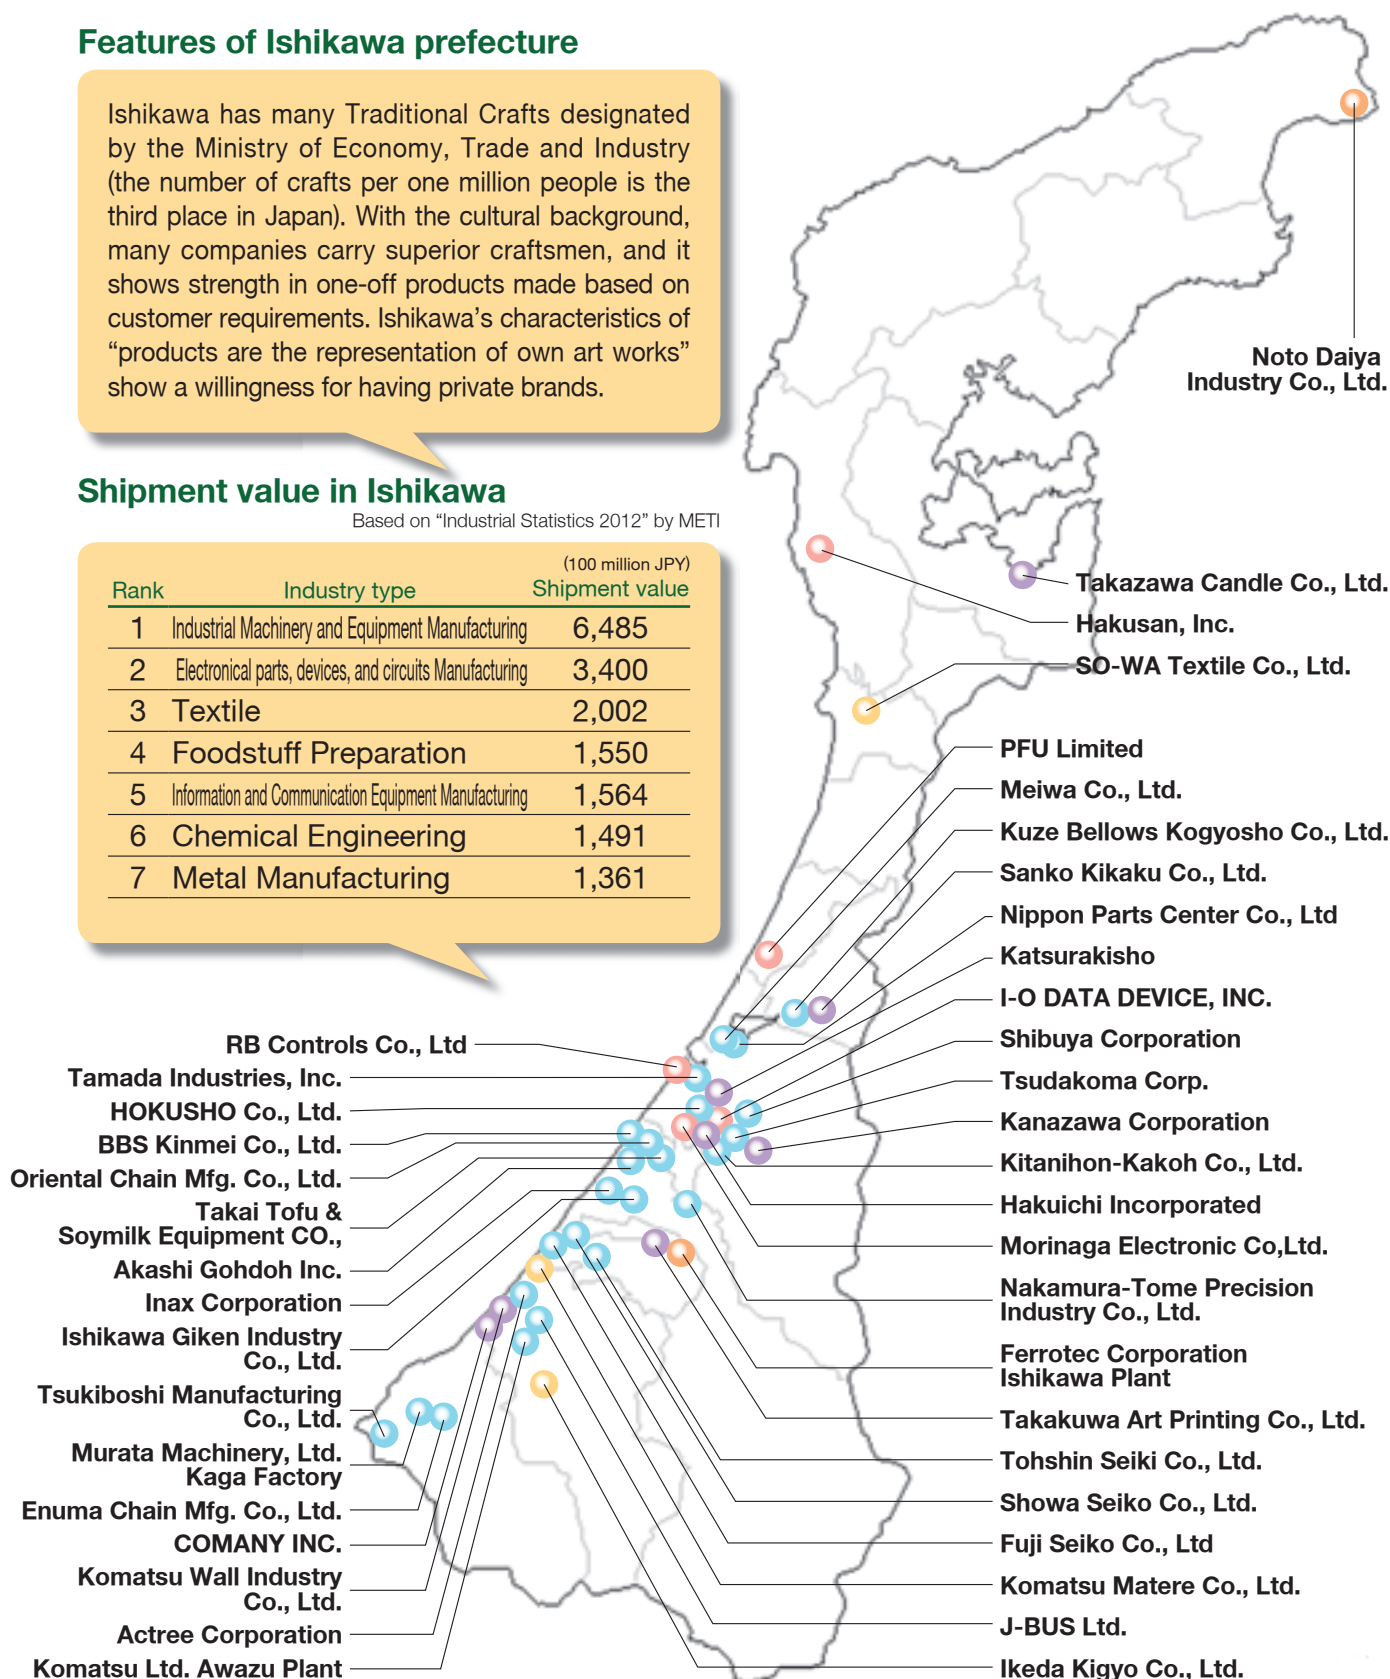 Features of Ishikawa prefecture
Ishikawa has many Traditional Crafts designated
by the Ministry of Economy, Trade and Industry
(the number of crafts per one million people is the
third place in Japan). With the cultural background,
many companies carry superior craftsmen, and it
shows strength in one-off products made based on
customer requirements. Ishikawa’s characteristics of
“products are the representation of own art works”
show a willingness for having private brands.
Shipment value in Ishikawa
Based on “Industrial Statistics 2012” by METI
(100 million JPY)
Rank Industry type Shipment value
1 Industrial Machinery and Equipment Manufacturing 6,485
2 Electronical parts, devices, and circuits Manufacturing 3,400
3 Textile 2,002
4 Foodstuff Preparation 1,550
5 Information and Communication Equipment Manufacturing 1,564
6 Chemical Engineering 1,491
7 Metal Manufacturing 1,361
Noto Daiya
Industry Co., Ltd.
Takazawa Candle Co., Ltd.
Hakusan, Inc.
SO-WA Textile Co., Ltd.
PFU Limited
Meiwa Co., Ltd.
Kuze Bellows Kogyosho Co., Ltd.
Sanko Kikaku Co., Ltd.
Nippon Parts Center Co., Ltd
Katsurakisho
I-O DATA DEVICE, INC.
Shibuya Corporation
Tsudakoma Corp.
Kanazawa Corporation
Kitanihon-Kakoh Co., Ltd.
Hakuichi Incorporated
Morinaga Electronic Co,Ltd.
Nakamura-Tome Precision
Industry Co., Ltd.
Ferrotec Corporation
Ishikawa Plant
Takakuwa Art Printing Co., Ltd.
Tohshin Seiki Co., Ltd.
Showa Seiko Co., Ltd.
Fuji Seiko Co., Ltd
Komatsu Matere Co., Ltd.
J-BUS Ltd.
Ikeda Kigyo Co., Ltd.
RB Controls Co., Ltd
Tamada Industries, Inc.
HOKUSHO Co., Ltd.
BBS Kinmei Co., Ltd.
Oriental Chain Mfg. Co., Ltd.
Takai Tofu &
Soymilk Equipment CO.,
Akashi Gohdoh Inc.
Inax Corporation
Ishikawa Giken Industry
Co., Ltd.
Tsukiboshi Manufacturing
Co., Ltd.
Murata Machinery, Ltd.
Kaga Factory
Enuma Chain Mfg. Co., Ltd.
COMANY INC.
Komatsu Wall Industry
Co., Ltd.
Actree Corporation
Komatsu Ltd. Awazu Plant